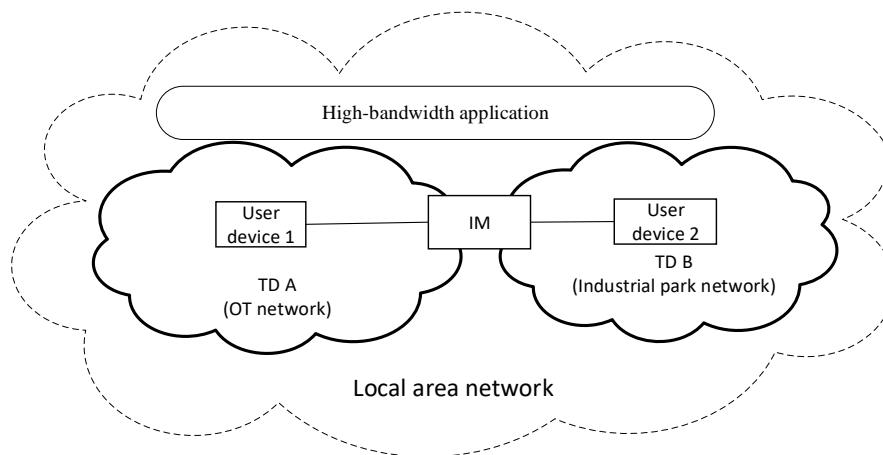 High-bandwidth application
User
device 1
IM
User
device 2
TD A
(OT network)
TD B
(Industrial park network)
Local area network